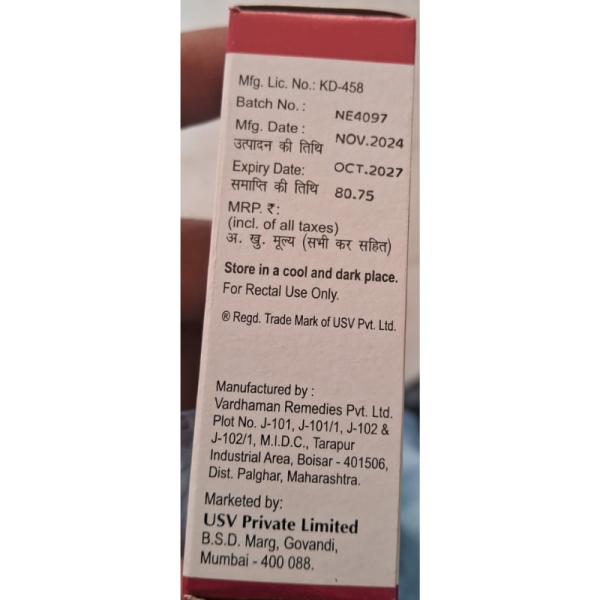 Mfg. Lic. No.: KD-458
Batch No. : NE4097
Mfg. Date : NOV.2024
उत्पादन की तिथि
Expiry Date: OCT.2027
समाप्ति की तिथि 80.75
MRP. ₹:
(incl. of all taxes)
अ. खु. मूल्य (सभी कर सहित)
Store in a cool and dark place.
For Rectal Use Only.
® Regd. Trade Mark of USV Pvt. Ltd.
Manufactured by :
Vardhaman Remedies Pvt. Ltd.
Plot No. J-101, J-101/1, J-102 &
J-102/1, M.I.D.C., Tarapur
Industrial Area, Boisar - 401506,
Dist. Palghar, Maharashtra.
Marketed by:
USV Private Limited
B.S.D. Marg, Govandi,
Mumbai - 400 088.